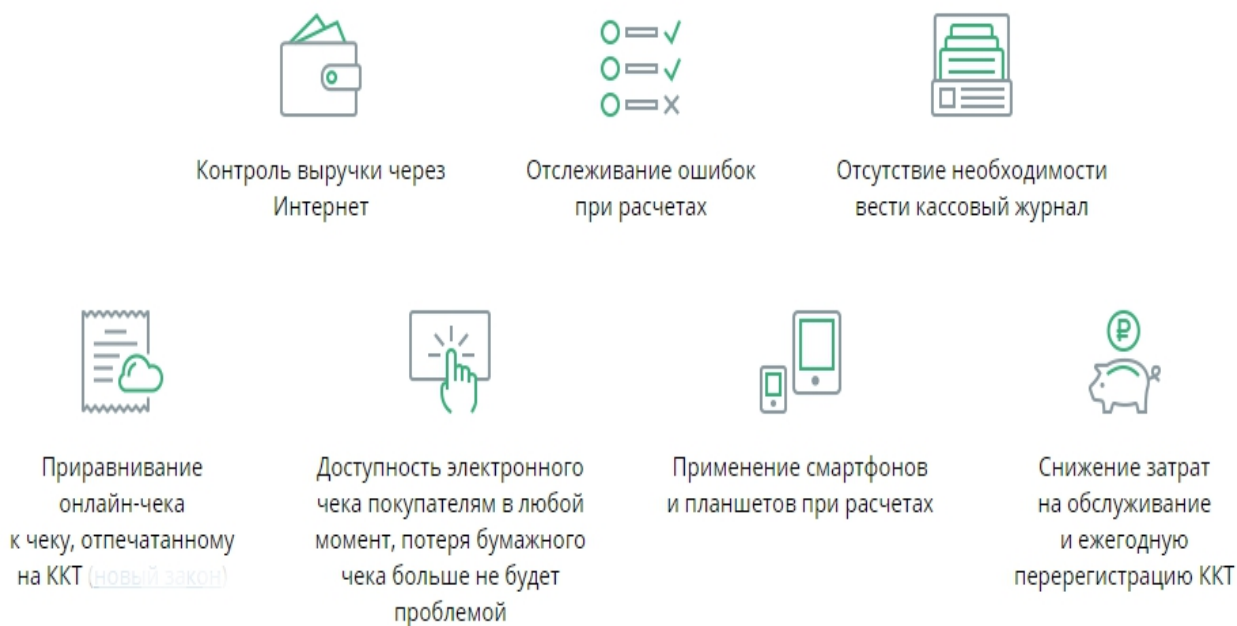 Контроль выручки через
Интернет
Отслеживание ошибок
при расчетах
Отсутствие необходимости
вести кассовый журнал
Приравнивание
онлайн-чека
к чеку, отпечатанному
на ККТ (новый закон)
Доступность электронного
чека покупателям в любой
момент, потеря бумажного
чека больше не будет
проблемой
Применение смартфонов
и планшетов при расчетах
Снижение затрат
на обслуживание
и ежегодную
перерегистрацию ККТ